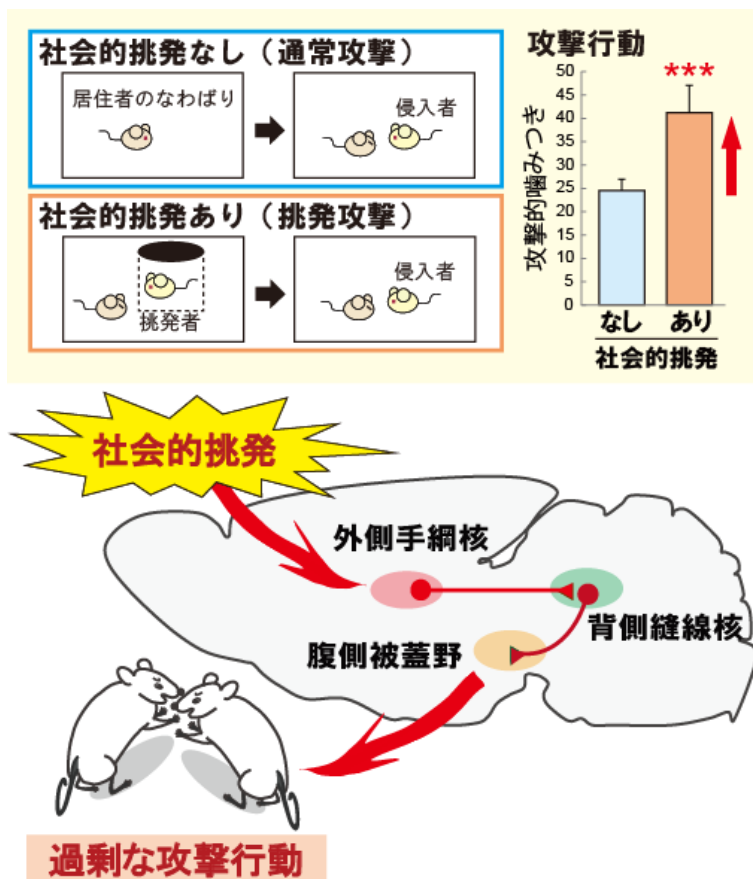 社会的挑発なし（通常攻撃）
居住者のなわばり
侵入者
社会的挑発あり（挑発攻撃）
挑発者
侵入者
攻撃行動
***
攻撃的噛みつき
50
45
40
35
30
25
20
15
10
5
0
なし あり
社会的挑発
社会的挑発
外側手綱核
背側縫線核
腹側被蓋野
過剰な攻撃行動